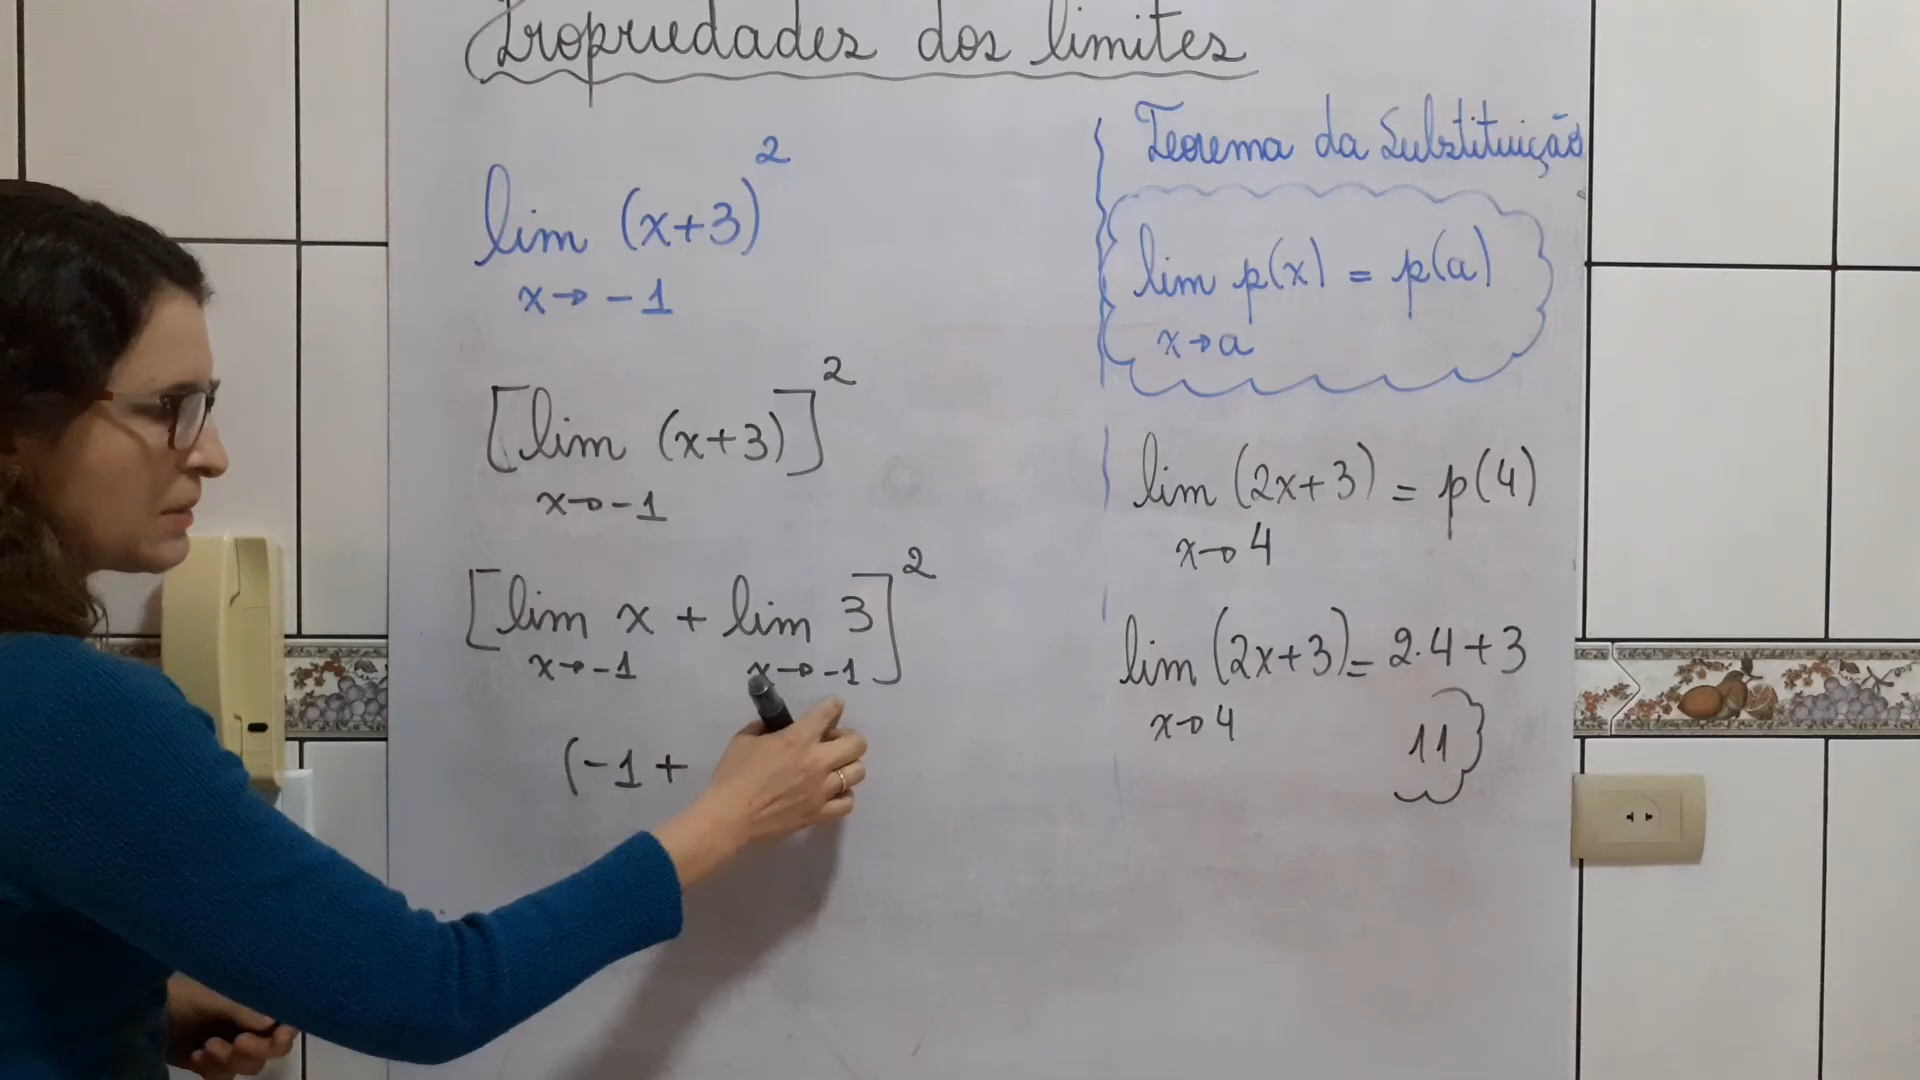 Propriedades dos limites
lim (x+3)²
x→-1
[lim (x+3)]²
x→-1
[lim x + lim 3]²
x→-1 x→-1
(-1 +
Teorema da Substituição
lim p(x) = p(a)
x→a
lim (2x+3) = p(4)
x→4
lim (2x+3) = 2·4+3
x→4
11